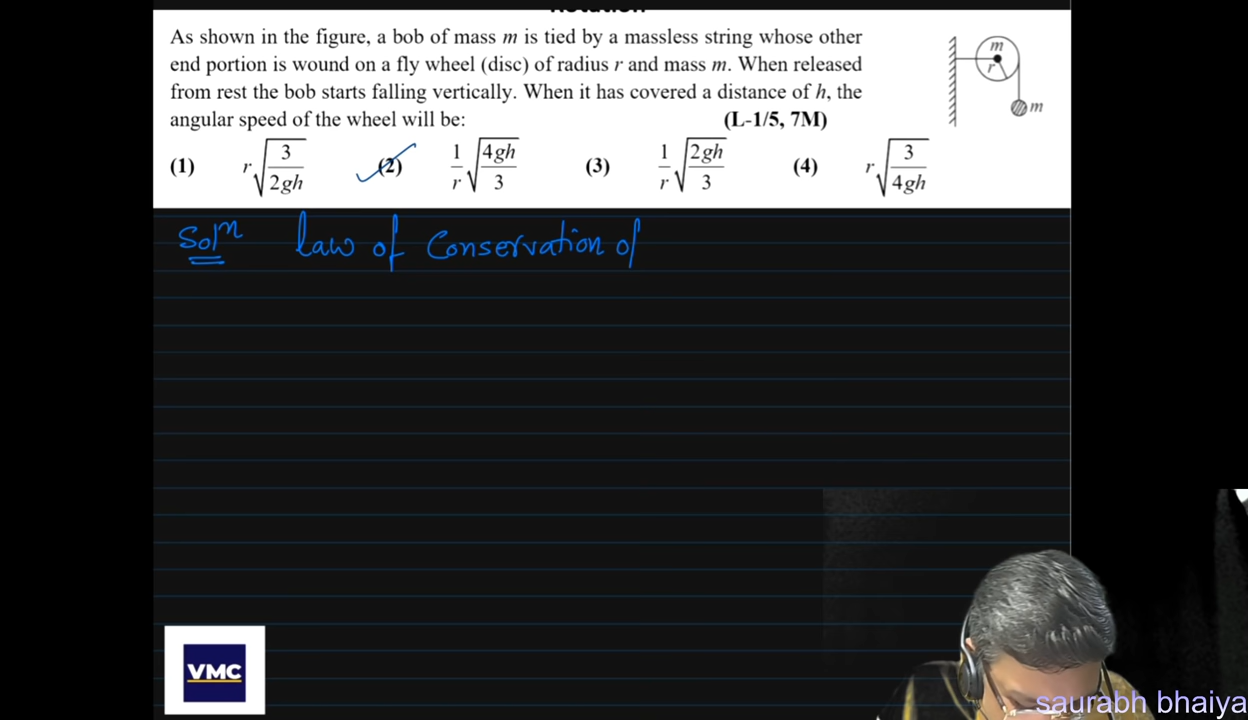 Notation
As shown in the figure, a bob of mass m is tied by a massless string whose other
end portion is wound on a fly wheel (disc) of radius r and mass m. When released
from rest the bob starts falling vertically. When it has covered a distance of h, the
angular speed of the wheel will be: (L-1/5, 7M)
(1) r√(3/2gh) (2) 1/r √(4gh/3) (3) 1/r √(2gh/3) (4) r√(3/4gh)
m
r
m
Solⁿ law of Conservation of
VMC
saurabh bhaiya